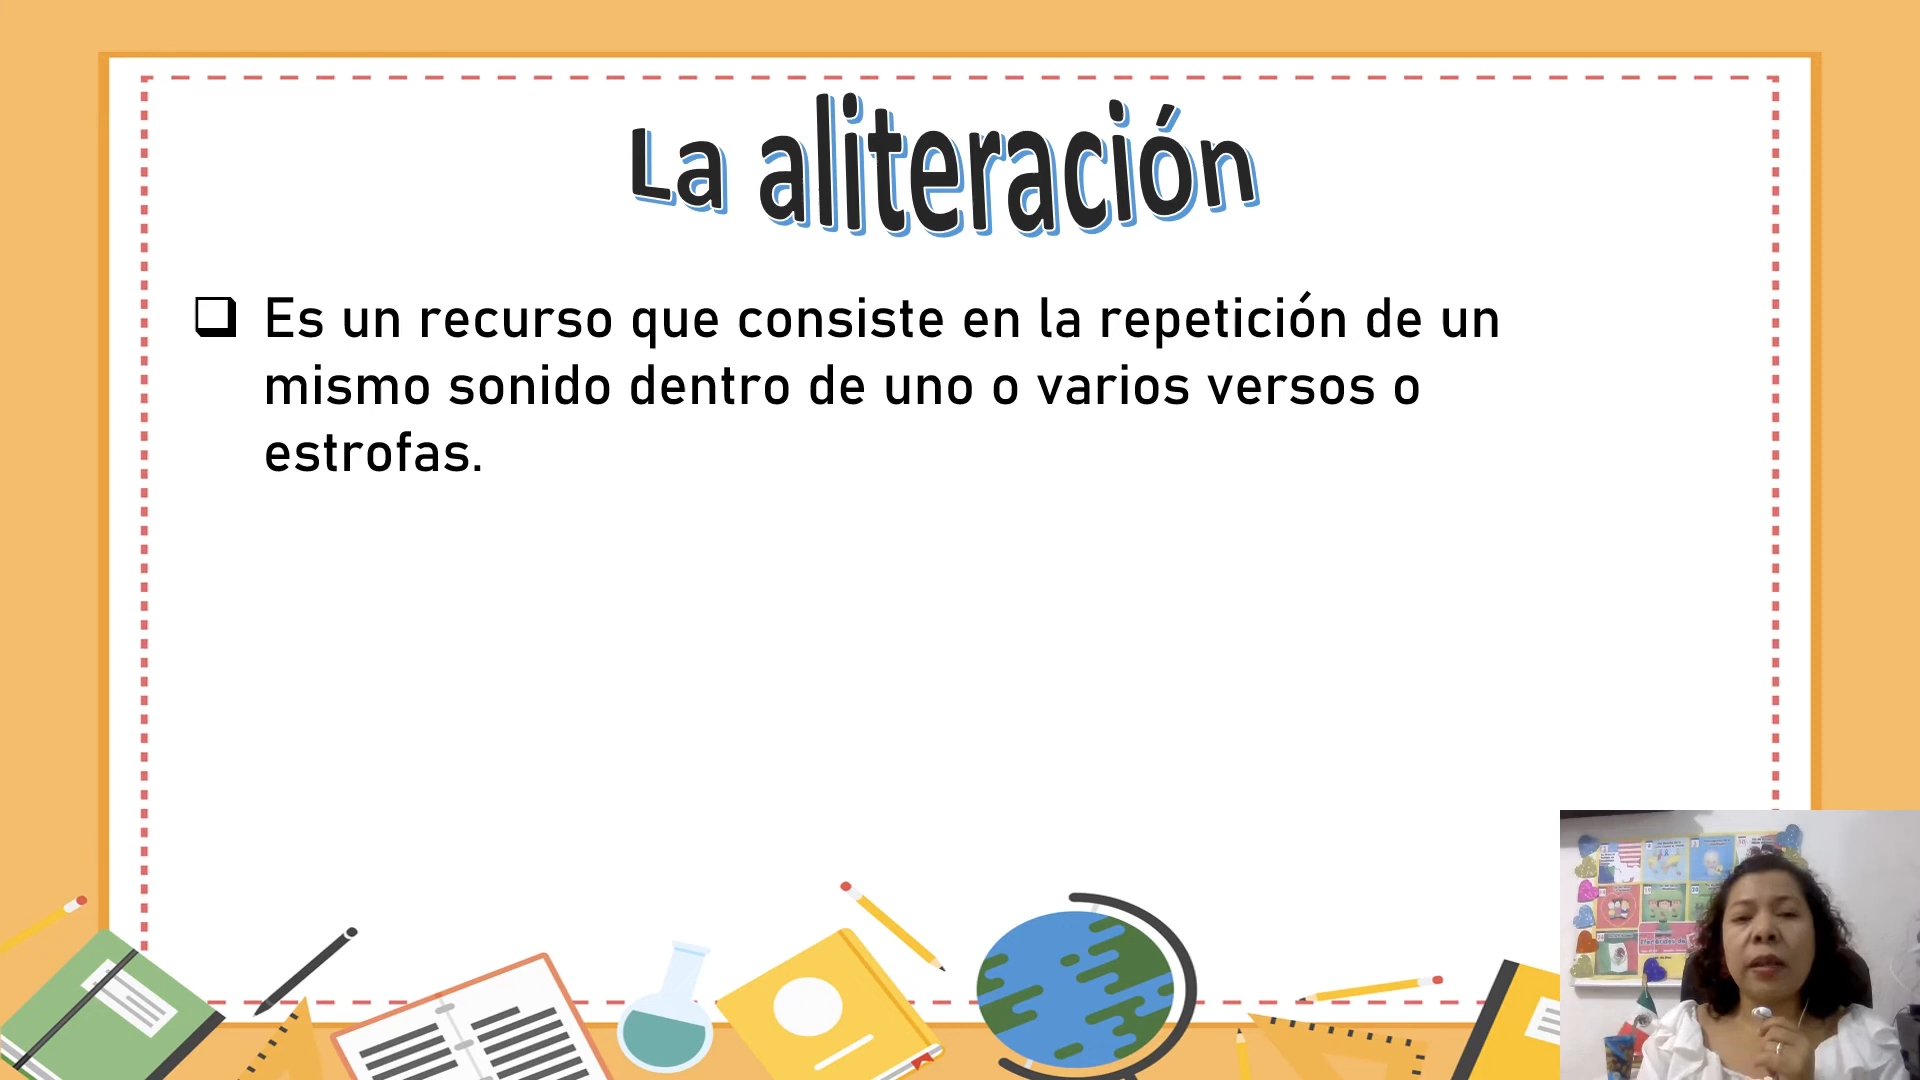 La aliteración
Es un recurso que consiste en la repetición de un
mismo sonido dentro de uno o varios versos o
estrofas.